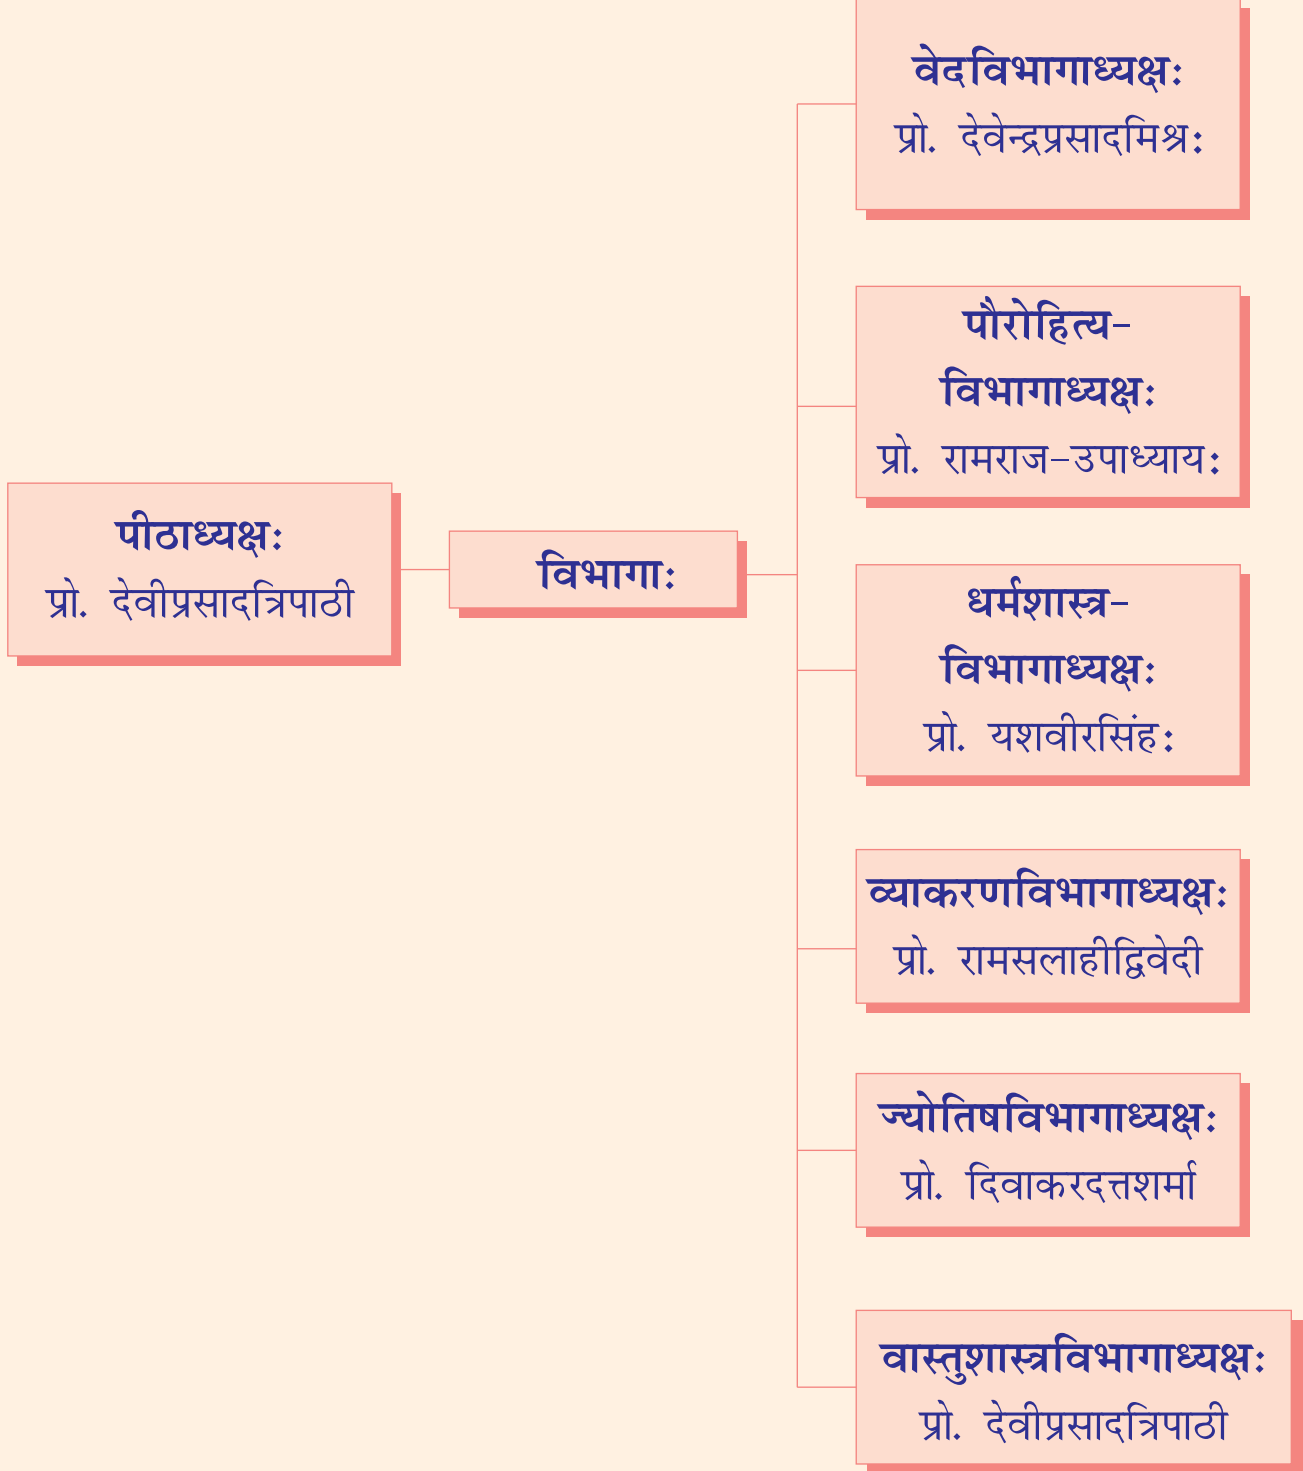 पीठाध्यक्षः
प्रो. देवीप्रसादत्रिपाठी
विभागाः
वेदविभागाध्यक्षः
प्रो. देवेन्द्रप्रसादमिश्रः
पौरोहित्य-
विभागाध्यक्षः
प्रो. रामराज-उपाध्यायः
धर्मशास्त्र-
विभागाध्यक्षः
प्रो. यशवीरसिंहः
व्याकरणविभागाध्यक्षः
प्रो. रामसलाहीद्विवेदी
ज्योतिषविभागाध्यक्षः
प्रो. दिवाकरदत्तशर्मा
वास्तुशास्त्रविभागाध्यक्षः
प्रो. देवीप्रसादत्रिपाठी